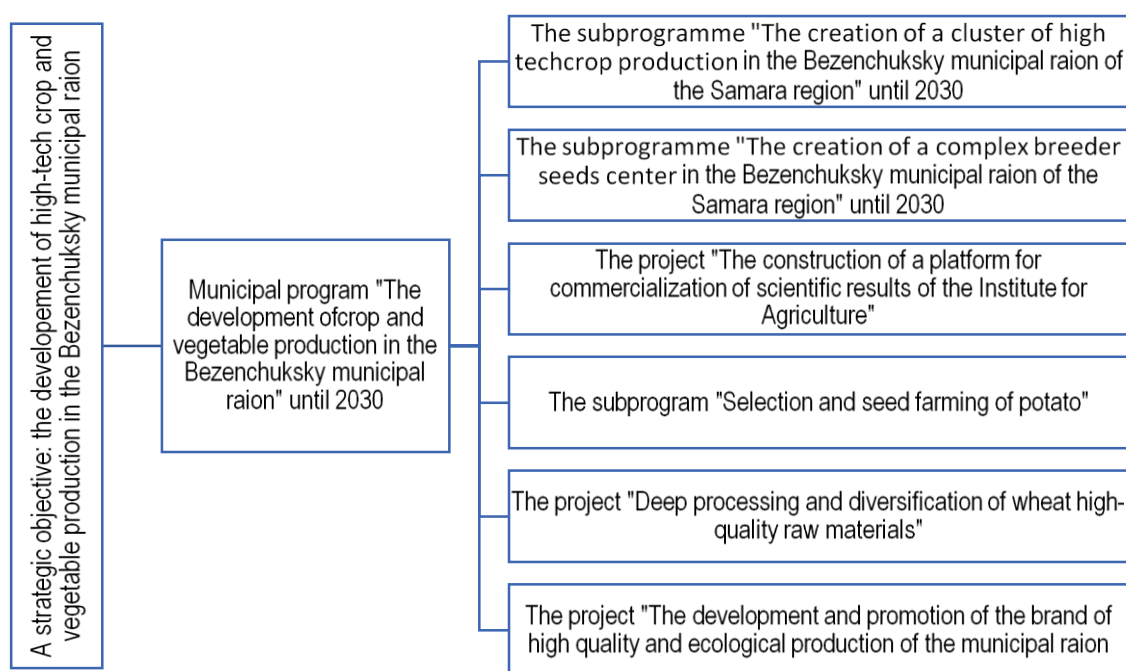 A strategic objective: the developement of high-tech crop and
vegetable production in the Bezenchuksky municipal raion
Municipal program "The
development ofcrop and
vegetable production in the
Bezenchuksky municipal
raion" until 2030
The subprogramme "The creation of a cluster of high
techcrop production in the Bezenchuksky municipal raion of
the Samara region" until 2030
The subprogramme "The creation of a complex breeder
seeds center in the Bezenchuksky municipal raion of the
Samara region" until 2030
The project "The construction of a platform for
commercialization of scientific results of the Institute for
Agriculture"
The subprogram "Selection and seed farming of potato"
The project "Deep processing and diversification of wheat high-
quality raw materials"
The project "The development and promotion of the brand of
high quality and ecological production of the municipal raion